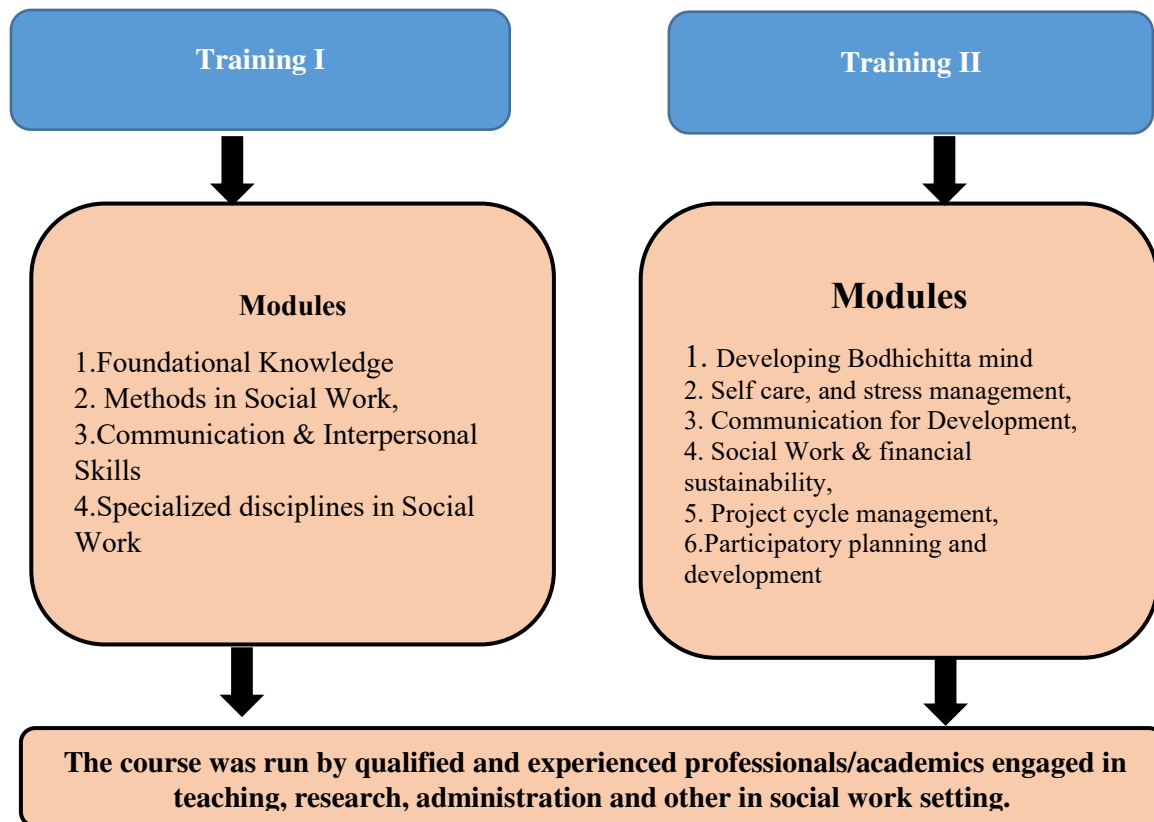 Training I
Training II
Modules
1.Foundational Knowledge
2. Methods in Social Work,
3.Communication & Interpersonal
Skills
4.Specialized disciplines in Social
Work
Modules
1. Developing Bodhichitta mind
2. Self care, and stress management,
3. Communication for Development,
4. Social Work & financial
sustainability,
5. Project cycle management,
6.Participatory planning and
development
The course was run by qualified and experienced professionals/academics engaged in
teaching, research, administration and other in social work setting.